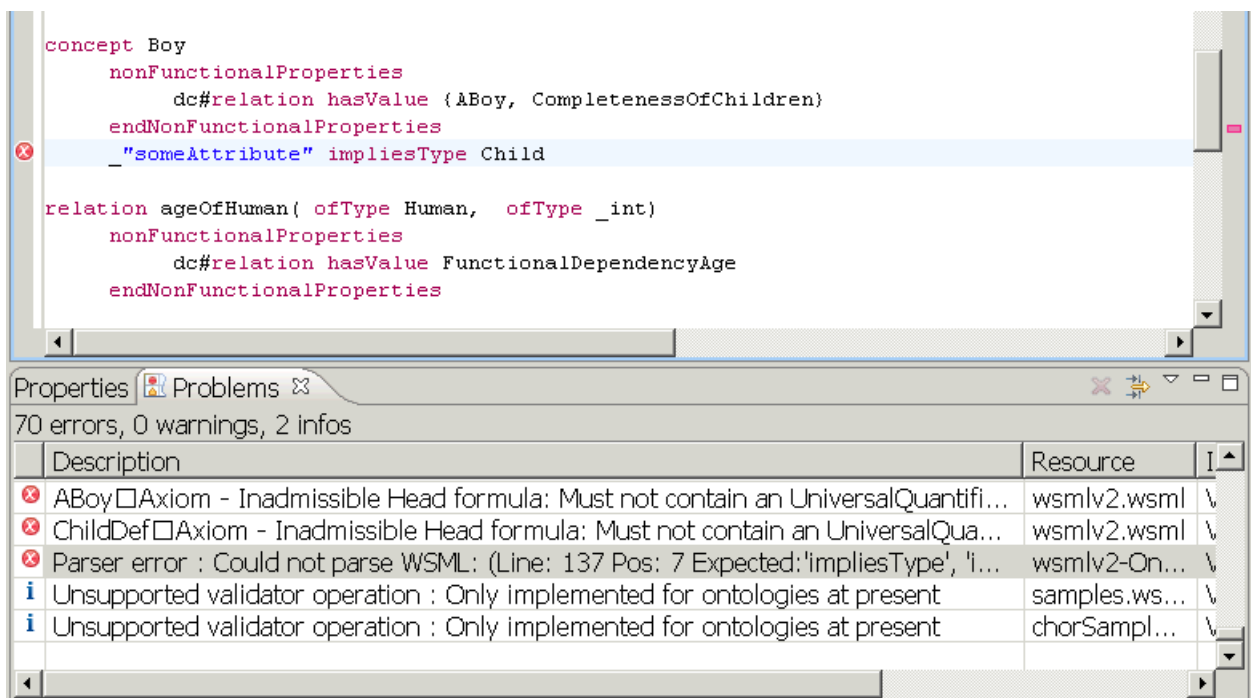 concept Boy
nonFunctionalProperties
dc#relation hasValue {ABoy, CompletenessOfChildren}
endNonFunctionalProperties
_"someAttribute" impliesType Child
relation ageOfHuman( ofType Human,  ofType _int)
nonFunctionalProperties
dc#relation hasValue FunctionalDependencyAge
endNonFunctionalProperties
Properties Problems
70 errors, 0 warnings, 2 infos
Description Resource
ABoy□Axiom - Inadmissible Head formula: Must not contain an UniversalQuantifi... wsmlv2.wsml
ChildDef□Axiom - Inadmissible Head formula: Must not contain an UniversalQua... wsmlv2.wsml
Parser error : Could not parse WSML: (Line: 137 Pos: 7 Expected:'impliesType', 'i... wsmlv2-On...
Unsupported validator operation : Only implemented for ontologies at present samples.ws...
Unsupported validator operation : Only implemented for ontologies at present chorSampl...